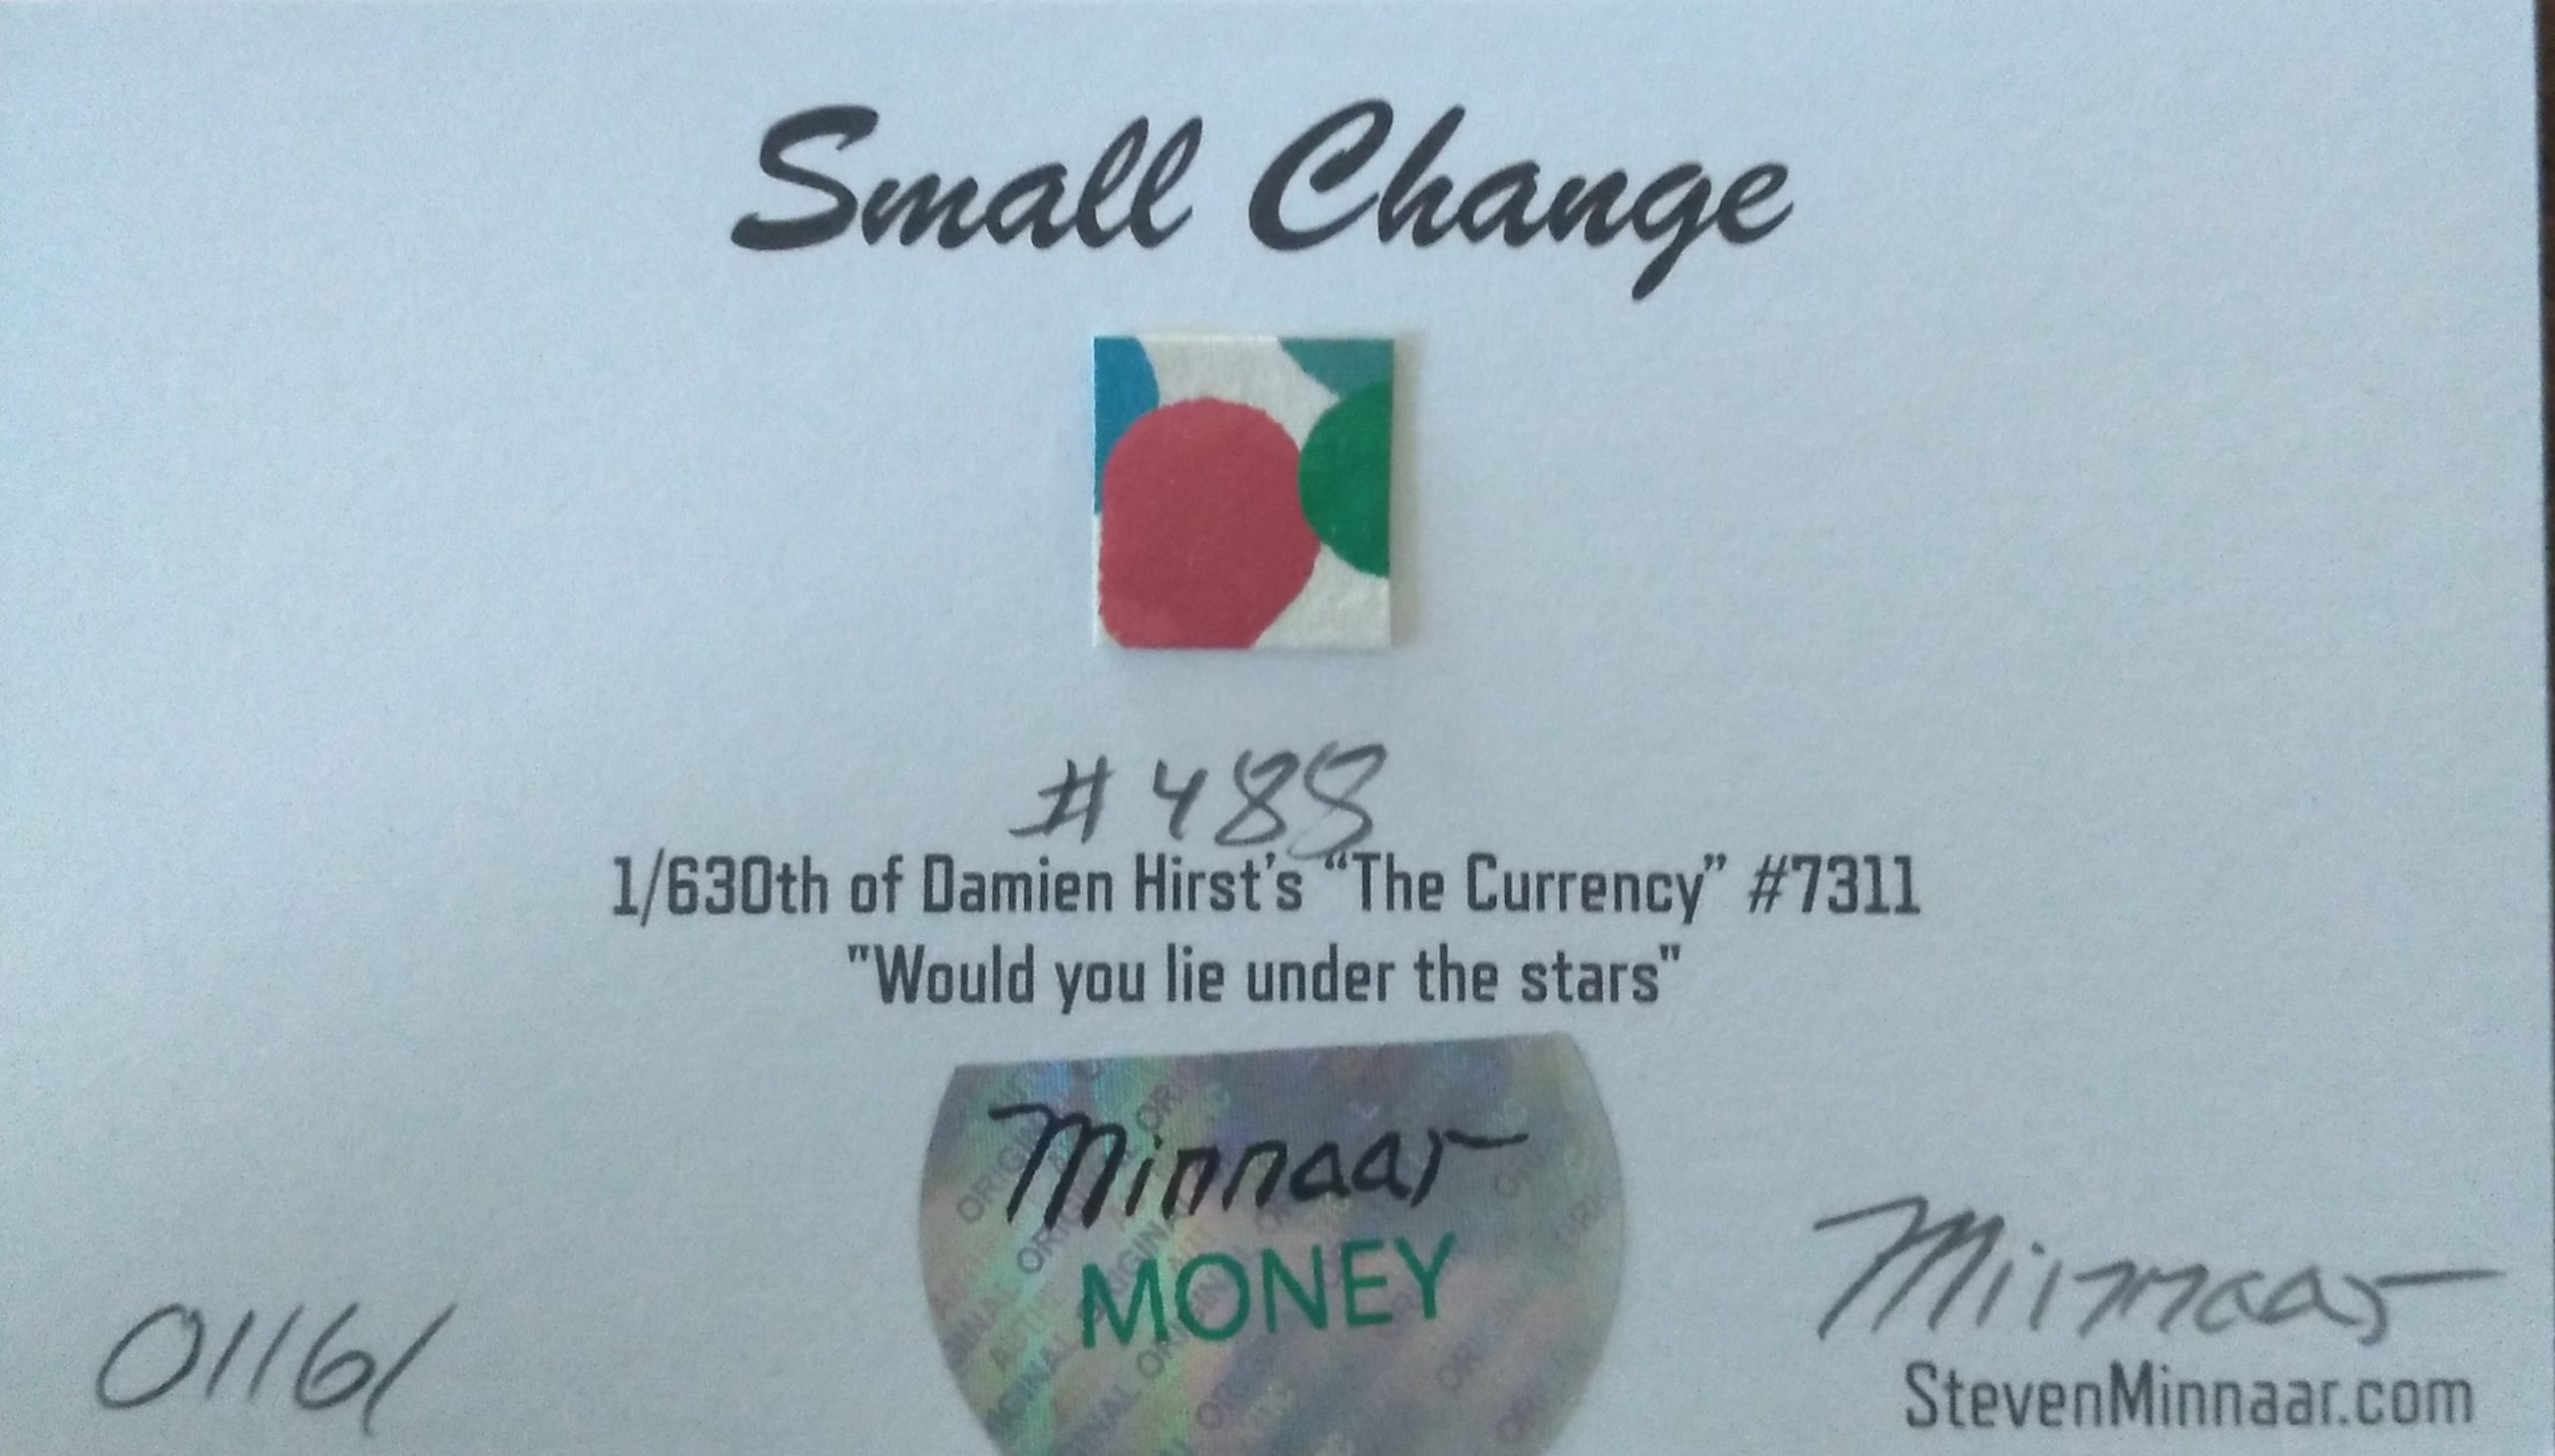 Small Change
#488
1/630th of Damien Hirst's “The Currency” #7311
"Would you lie under the stars"
Minnaar
MONEY
01161
Minnaar
StevenMinnaar.com